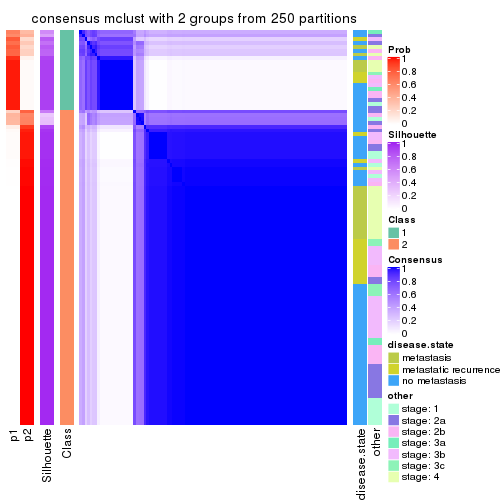 consensus mclust with 2 groups from 250 partitions
Prob
1
0.8
0.6
0.4
0.2
0
Silhouette
1
0.8
0.6
0.4
0.2
0
Class
1
2
Consensus
1
0.8
0.6
0.4
0.2
0
disease.state
metastasis
metastatic recurrence
no metastasis
other
stage: 1
stage: 2a
stage: 2b
stage: 3a
stage: 3b
stage: 3c
stage: 4
p1
p2
Silhouette
Class
disease.state
other